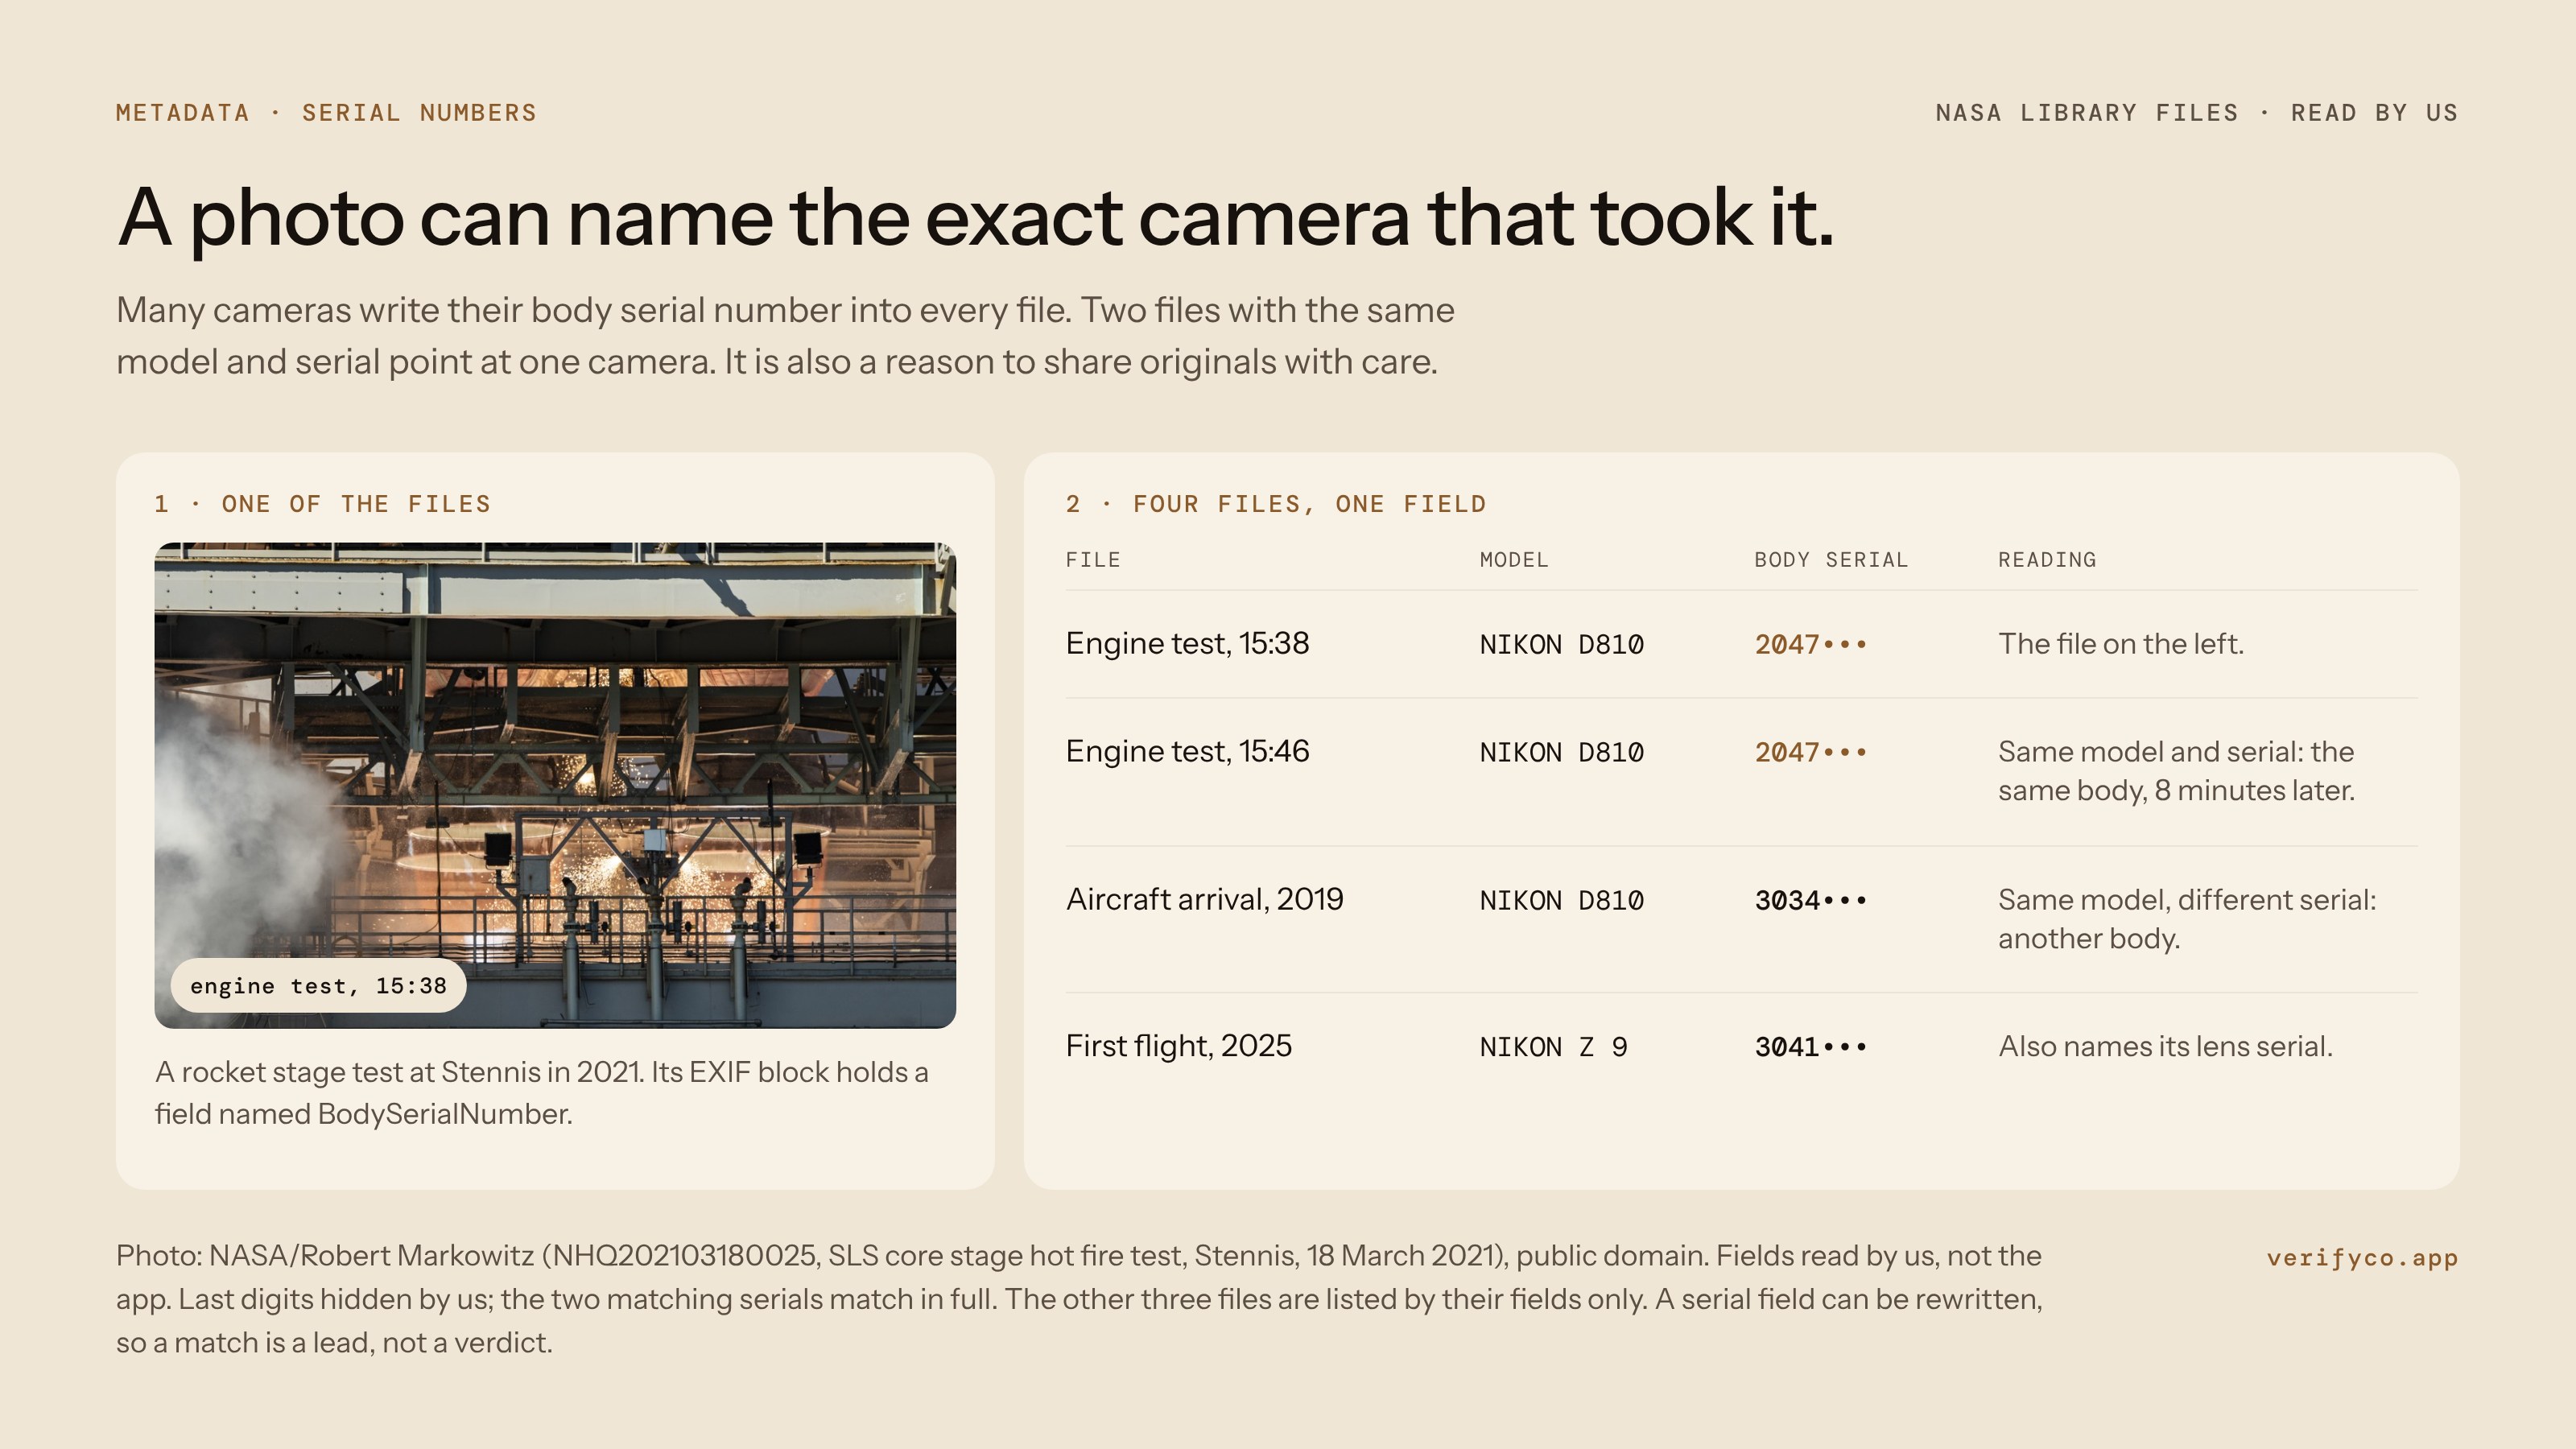 METADATA · SERIAL NUMBERS
NASA LIBRARY FILES · READ BY US
A photo can name the exact camera that took it.
Many cameras write their body serial number into every file. Two files with the same
model and serial point at one camera. It is also a reason to share originals with care.
1 · ONE OF THE FILES
engine test, 15:38
A rocket stage test at Stennis in 2021. Its EXIF block holds a
field named BodySerialNumber.
2 · FOUR FILES, ONE FIELD
FILE MODEL BODY SERIAL READING
Engine test, 15:38 NIKON D810 2047••• The file on the left.
Engine test, 15:46 NIKON D810 2047••• Same model and serial: the
same body, 8 minutes later.
Aircraft arrival, 2019 NIKON D810 3034••• Same model, different serial:
another body.
First flight, 2025 NIKON Z 9 3041••• Also names its lens serial.
Photo: NASA/Robert Markowitz (NHQ202103180025, SLS core stage hot fire test, Stennis, 18 March 2021), public domain. Fields read by us, not the
app. Last digits hidden by us; the two matching serials match in full. The other three files are listed by their fields only. A serial field can be rewritten,
so a match is a lead, not a verdict.
verifyco.app